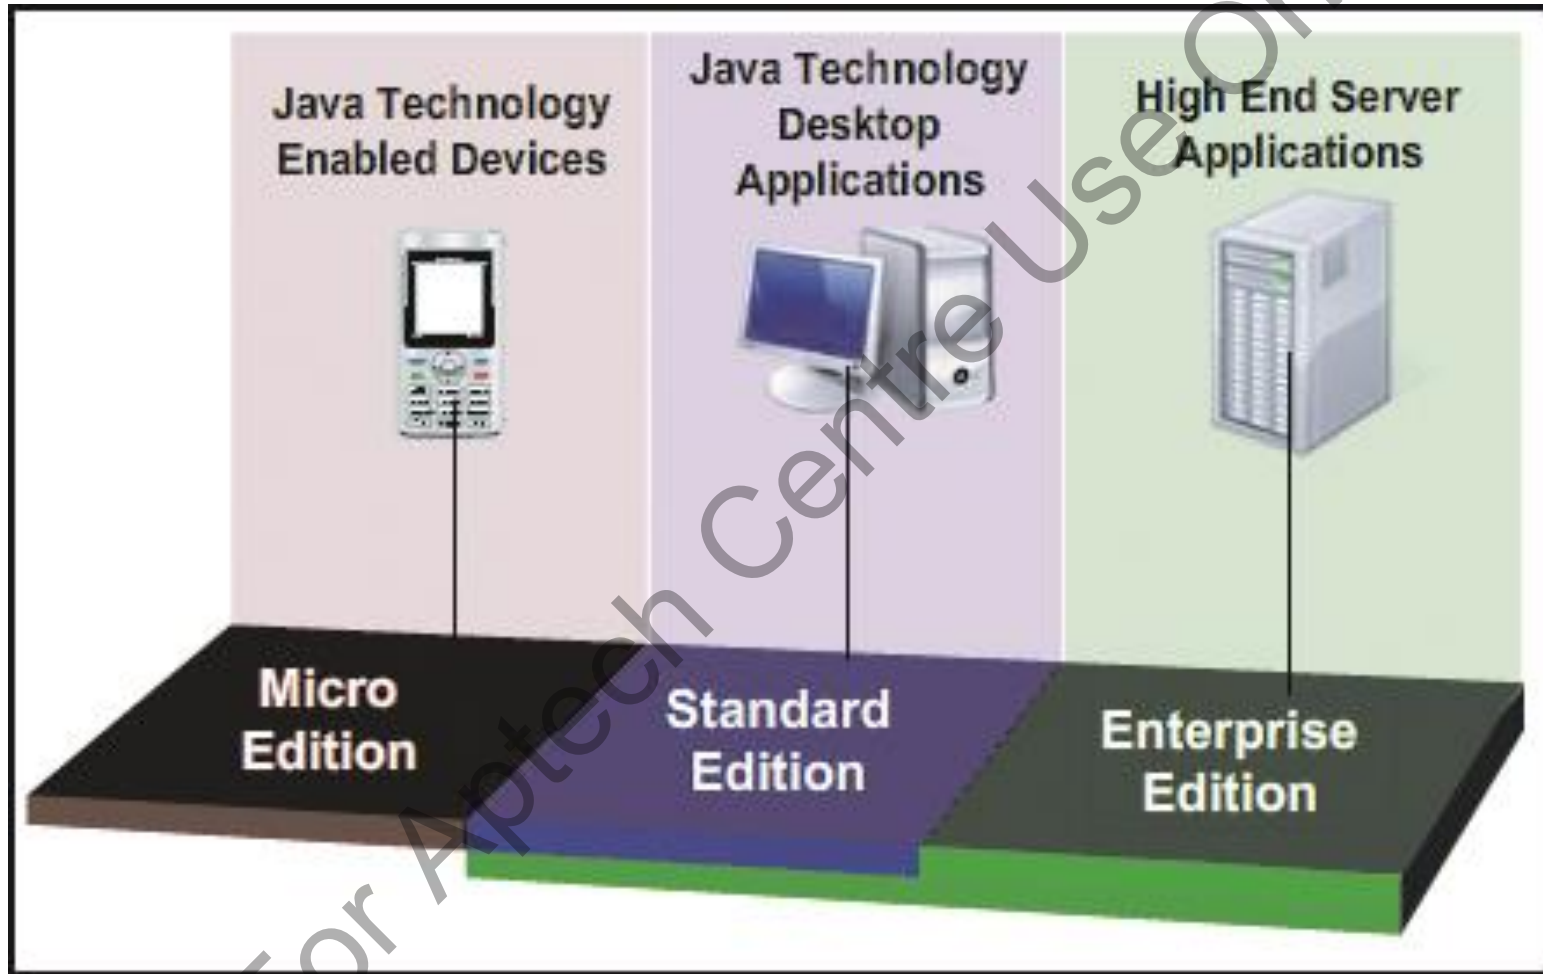 Java Technology
Enabled Devices
Java Technology
Desktop
Applications
High End Server
Applications
Micro
Edition
Standard
Edition
Enterprise
Edition
For Aptech Centre Use